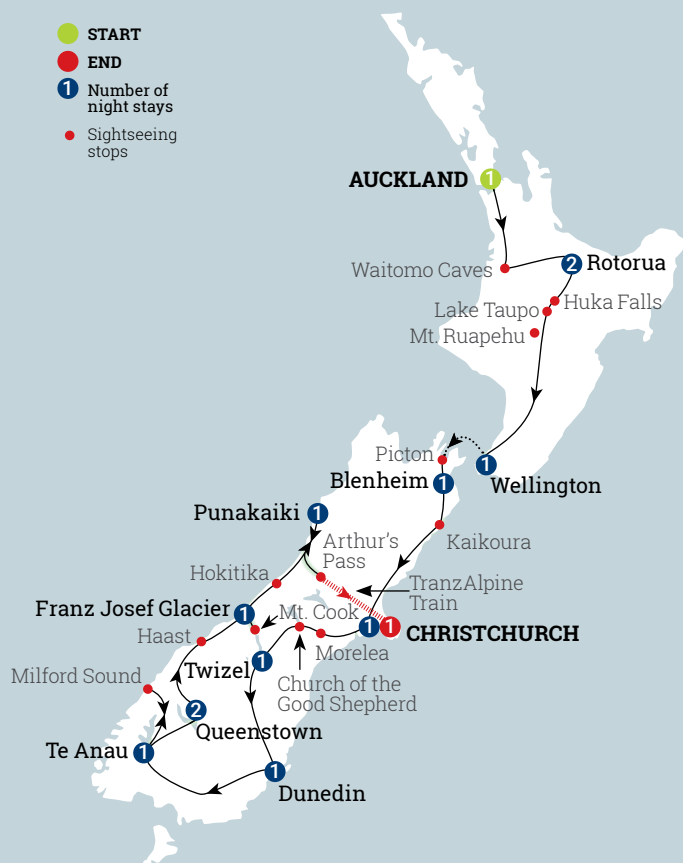 START
END
1 Number of
night stays
Sightseeing
stops
AUCKLAND 1
Waitomo Caves
2 Rotorua
Huka Falls
Lake Taupo
Mt. Ruapehu
Picton
1
Wellington
Blenheim 1
Punakaiki 1
Kaikoura
Arthur's
Pass
Hokitika
TranzAlpine
Train
Franz Josef Glacier 1
Mt. Cook
1 1 CHRISTCHURCH
Haast
Morelea
Twizel 1
Milford Sound
Church of the
Good Shepherd
2
Queenstown
Te Anau 1
1
Dunedin